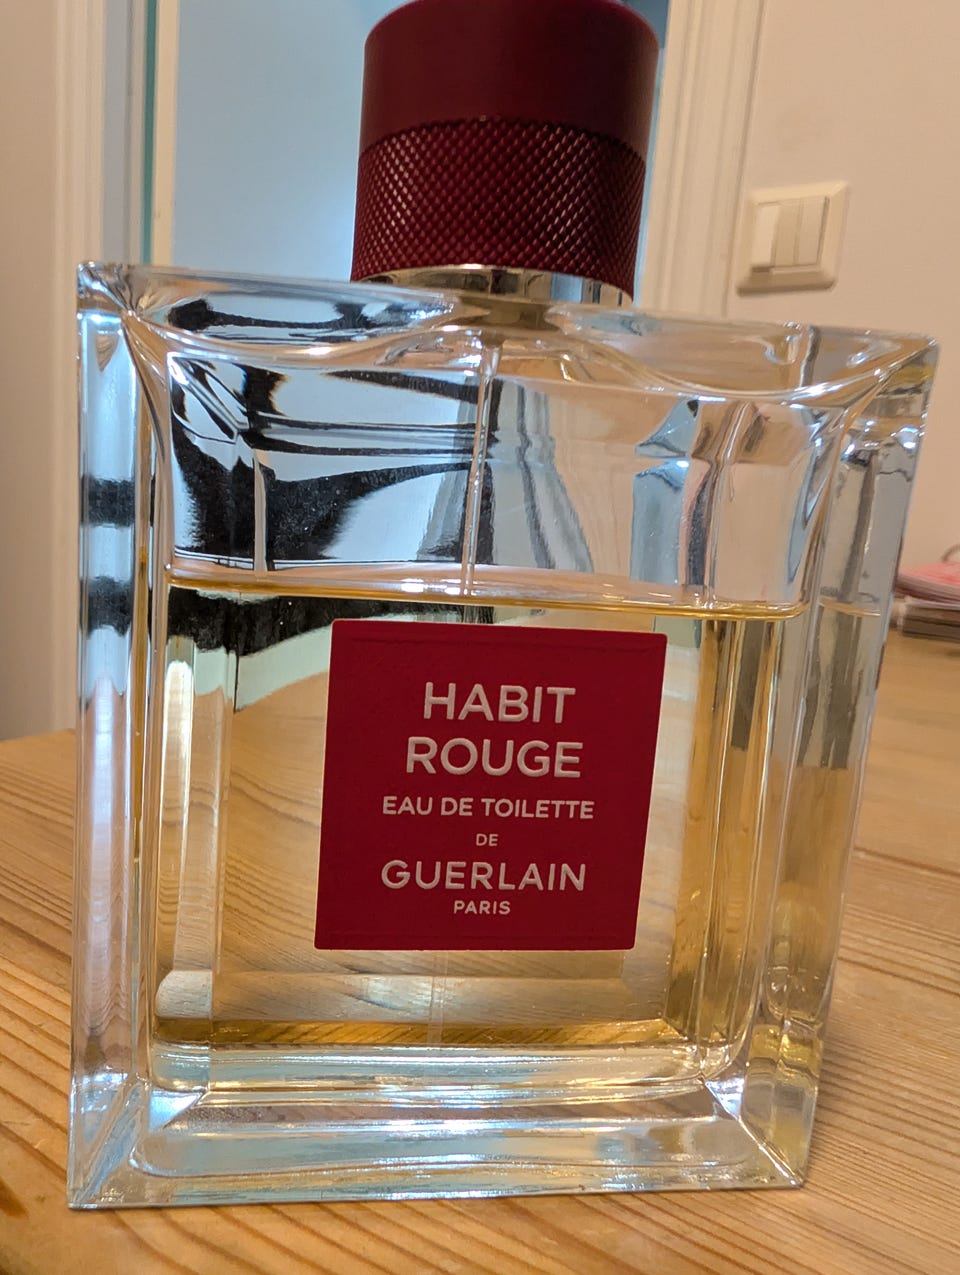 HABIT
ROUGE
EAU DE TOILETTE
DE
GUERLAIN
PARIS